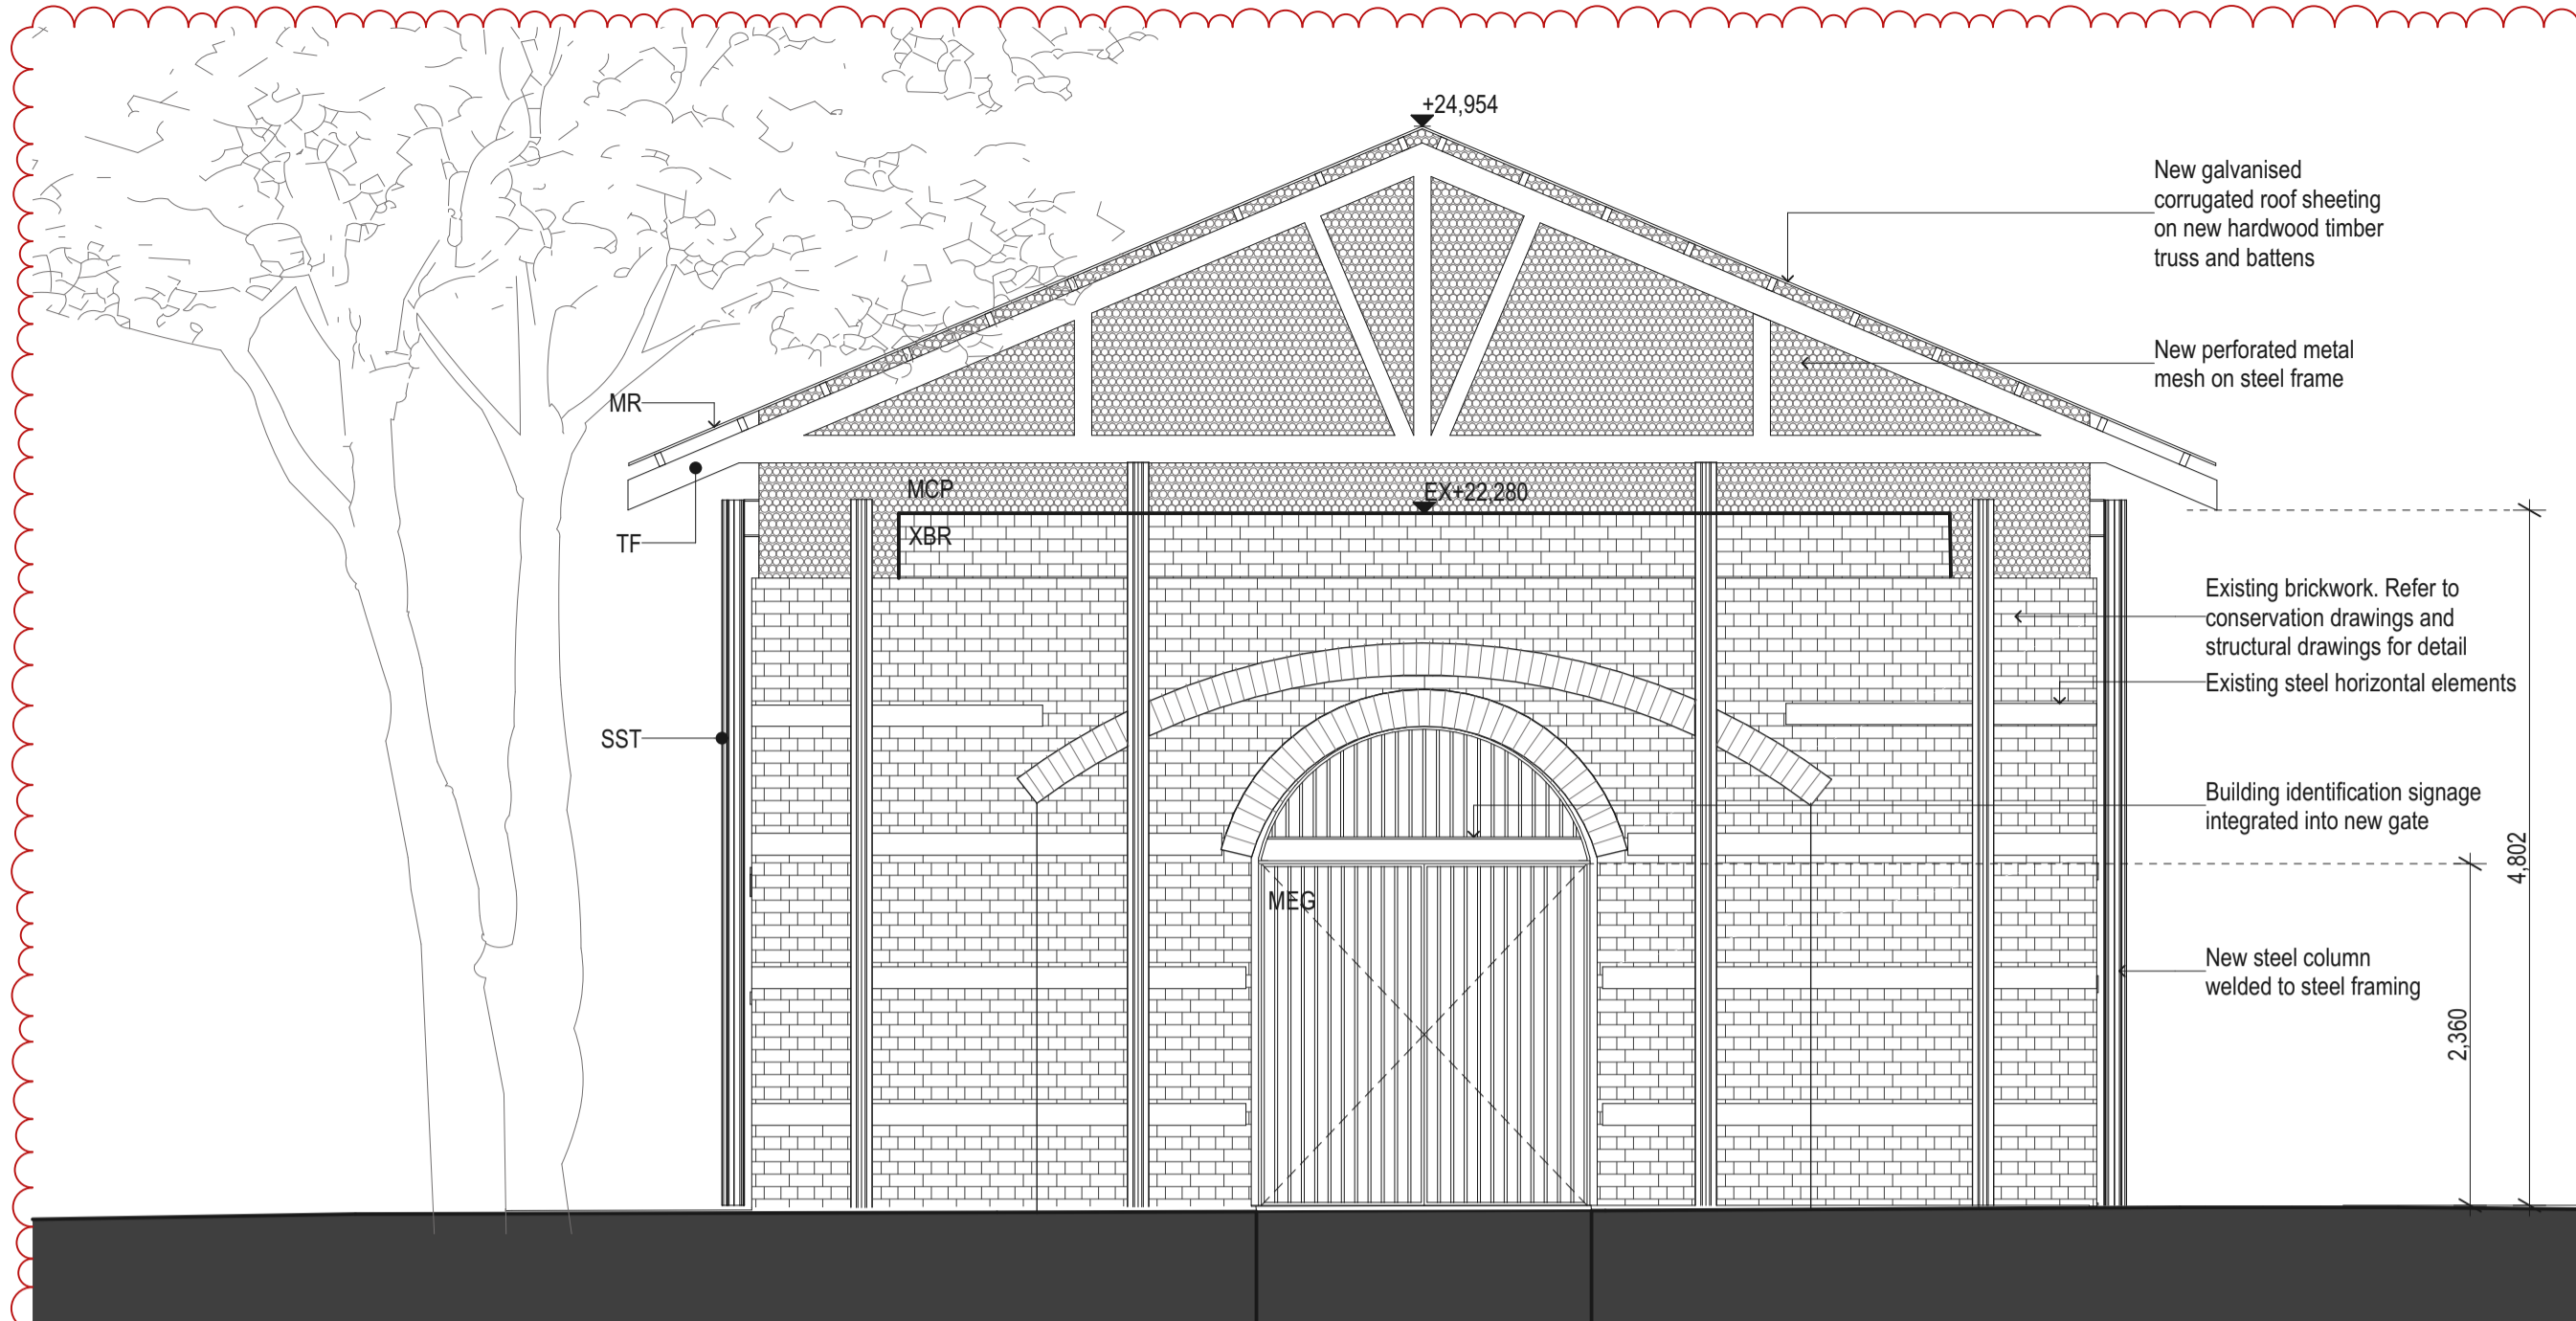 +24,954
New galvanised
corrugated roof sheeting
on new hardwood timber
truss and battens
New perforated metal
mesh on steel frame
MR
MCP
EX+22,280
XBR
TF
Existing brickwork. Refer to
conservation drawings and
structural drawings for detail
Existing steel horizontal elements
SST
Building identification signage
integrated into new gate
4,802
MEG
New steel column
welded to steel framing
2,360